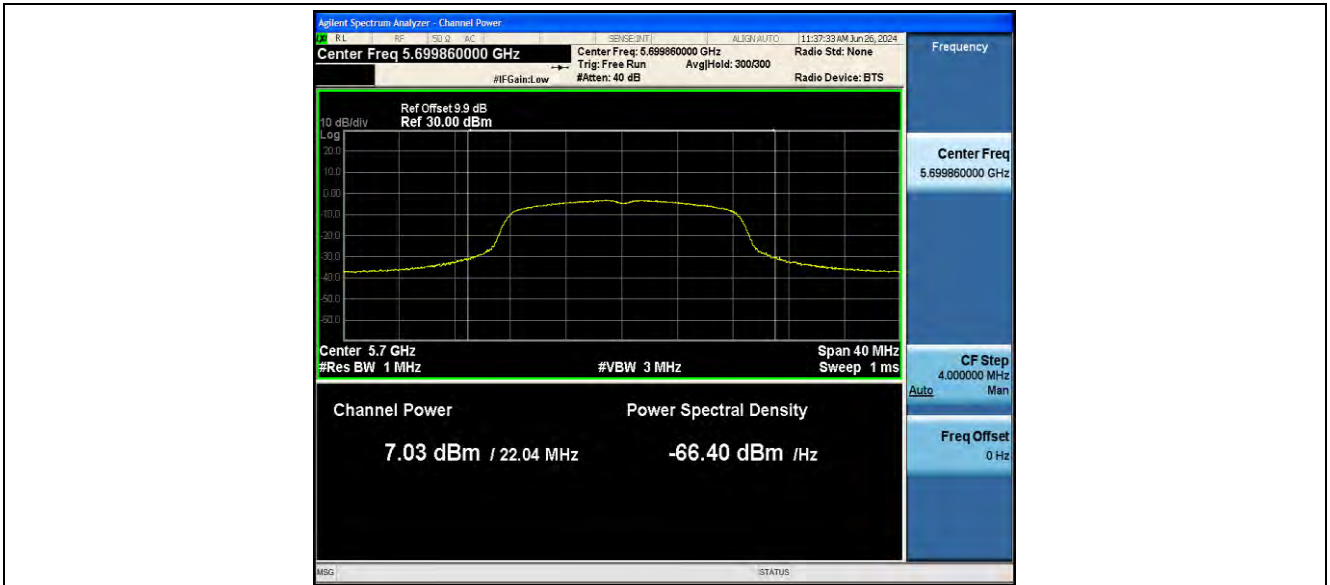 Agilent Spectrum Analyzer - Channel Power
RL RF 50 Ω AC SENSE:INT ALIGN AUTO 11:37:33 AM Jun 26, 2024
Center Freq 5.699860000 GHz
Center Freq: 5.699860000 GHz Radio Std: None
Trig: Free Run Avg|Hold: 300/300
#IFGain:Low #Atten: 40 dB Radio Device: BTS
Frequency
Ref Offset 9.9 dB
10 dB/div Ref 30.00 dBm
Log
20.0
10.0
0.00
-10.0
-20.0
-30.0
-40.0
-50.0
-60.0
Center Freq
5.699860000 GHz
Center 5.7 GHz Span 40 MHz
#Res BW 1 MHz #VBW 3 MHz Sweep 1 ms
CF Step
4.000000 MHz
Auto Man
Channel Power Power Spectral Density
7.03 dBm / 22.04 MHz -66.40 dBm /Hz
Freq Offset
0 Hz
MSG STATUS